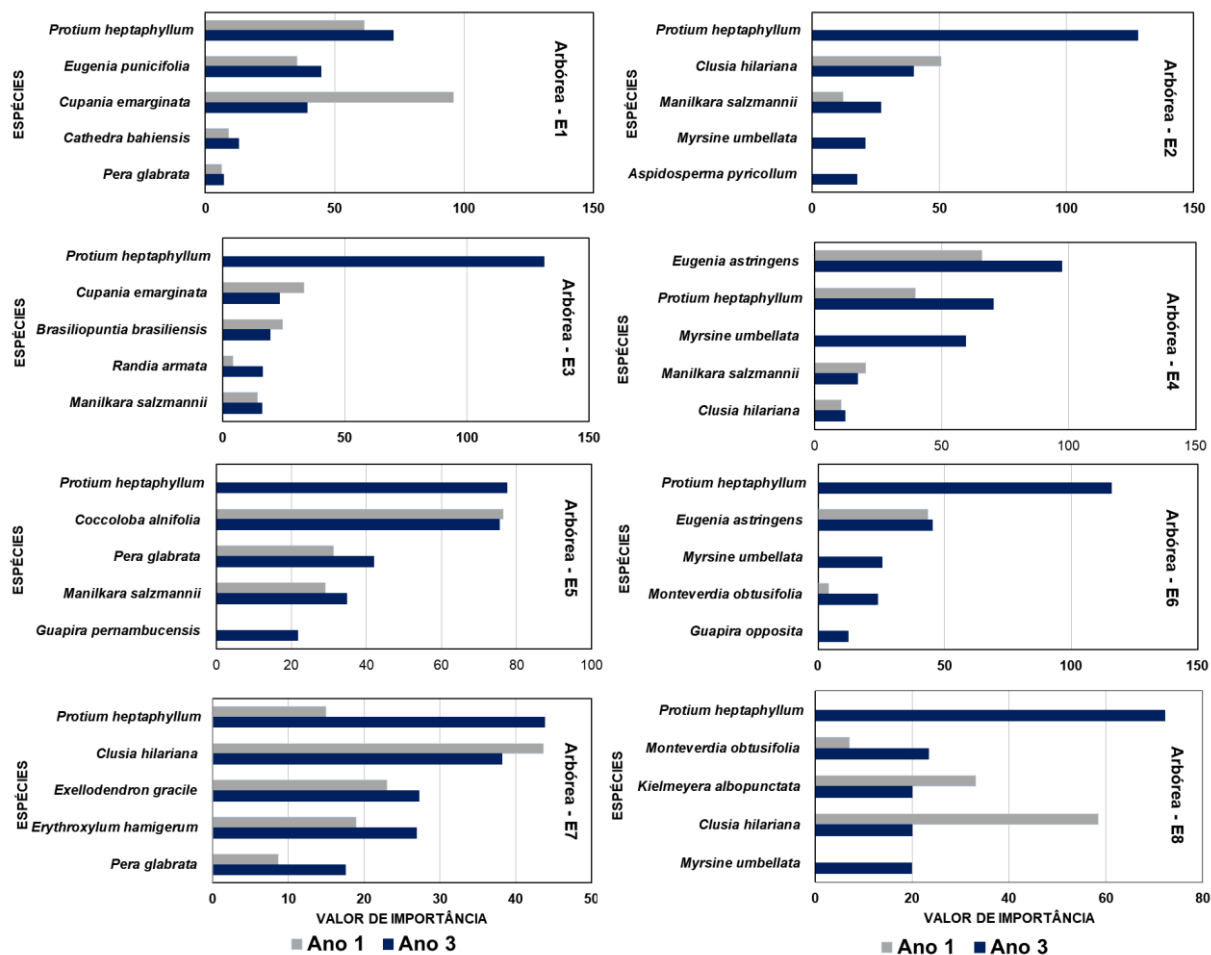 ESPÉCIES
Protium heptaphyllum
Eugenia punicifolia
Cupania emarginata
Cathedra bahiensis
Pera glabrata
0 50 100 150
Arbórea - E1
ESPÉCIES
Protium heptaphyllum
Clusia hilariana
Manilkara salzmannii
Myrsine umbellata
Aspidosperma pyricollum
0 50 100 150
Arbórea - E2
ESPÉCIES
Protium heptaphyllum
Cupania emarginata
Brasiliopuntia brasiliensis
Randia armata
Manilkara salzmannii
0 50 100 150
Arbórea - E3
ESPÉCIES
Eugenia astringens
Protium heptaphyllum
Myrsine umbellata
Manilkara salzmannii
Clusia hilariana
0 50 100 150
Arbórea - E4
ESPÉCIES
Protium heptaphyllum
Coccoloba alnifolia
Pera glabrata
Manilkara salzmannii
Guapira pernambucensis
0 20 40 60 80 100
Arbórea - E5
ESPÉCIES
Protium heptaphyllum
Eugenia astringens
Myrsine umbellata
Monteverdia obtusifolia
Guapira opposita
0 50 100 150
Arbórea - E6
ESPÉCIES
Protium heptaphyllum
Clusia hilariana
Exellodendron gracile
Erythroxylum hamigerum
Pera glabrata
0 10 20 30 40 50
Arbórea - E7
VALOR DE IMPORTÂNCIA
Ano 1 Ano 3
ESPÉCIES
Protium heptaphyllum
Monteverdia obtusifolia
Kielmeyera albopunctata
Clusia hilariana
Myrsine umbellata
0 20 40 60 80
Arbórea - E8
VALOR DE IMPORTÂNCIA
Ano 1 Ano 3